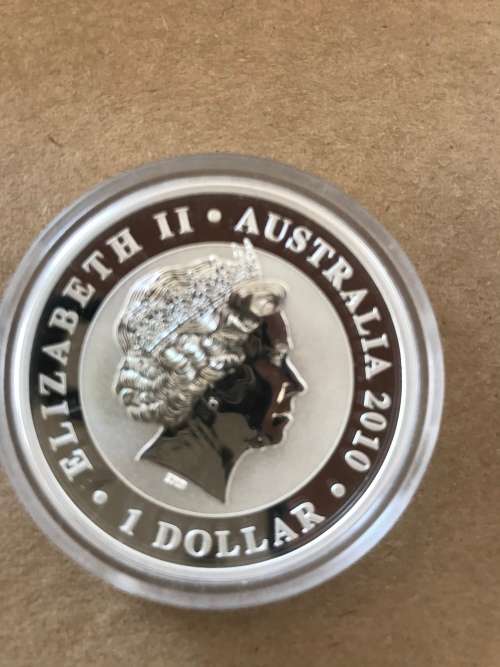 ELIZABETH II • AUSTRALIA 2010 •
1 DOLLAR •